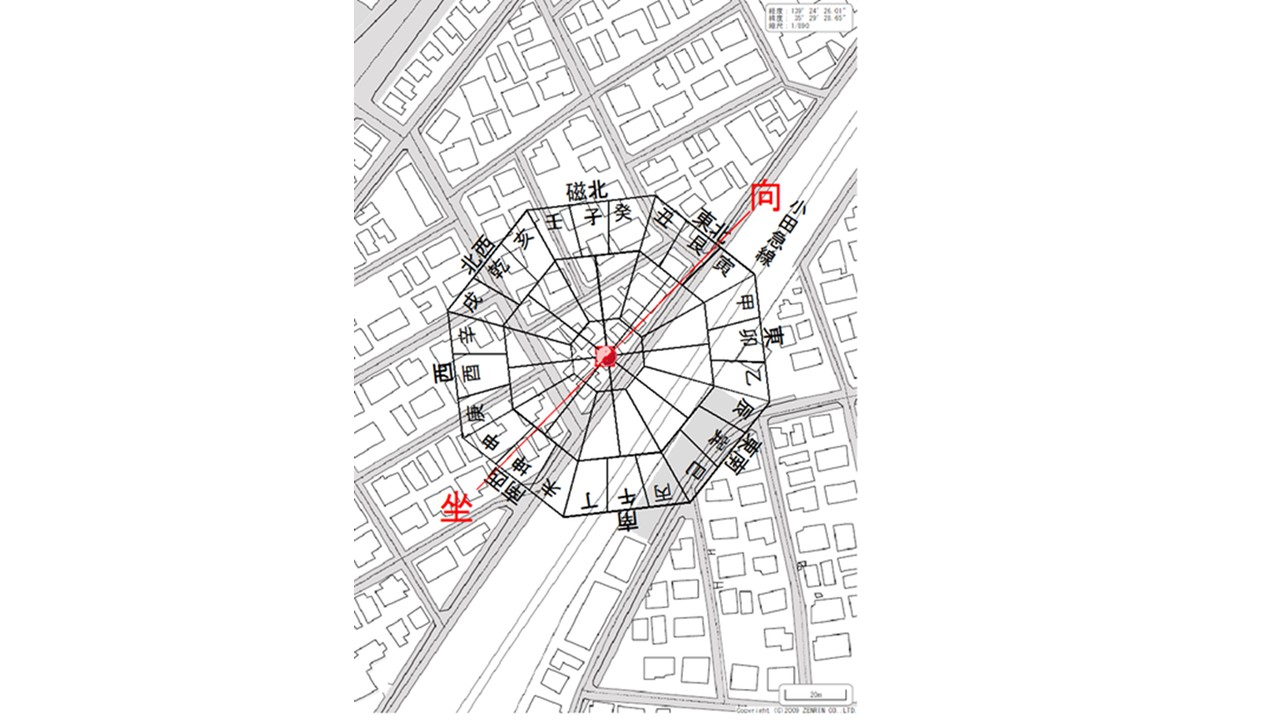 経度: 139° 24' 26.01"
緯度: 35° 29' 28.65"
縮尺: 1/890
磁北
向
小田急線
東北
北西
壬
子
癸
丑
艮
寅
甲
卯
乙
辰
巽
巳
丙
午
丁
未
坤
申
庚
酉
辛
戌
乾
亥
東
東南
南
南西
西
坐
20m
Copyright (C)2009 ZENRIN CO.,LTD.